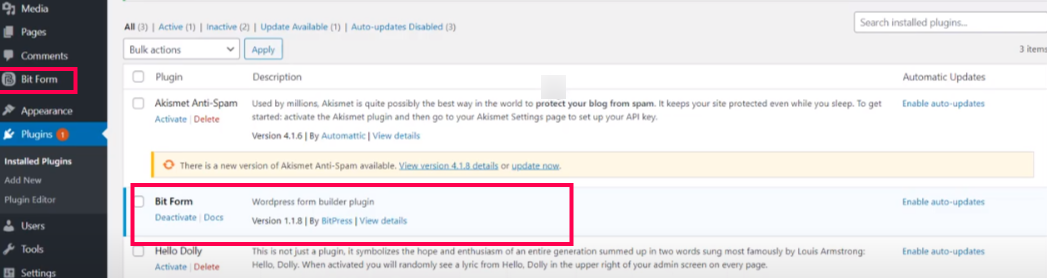 Media
Pages
Comments
Bit Form
Appearance
Plugins 1
Installed Plugins
Add New
Plugin Editor
Users
Tools
Settings
All (3) | Active (1) | Inactive (2) | Update Available (1) | Auto-updates Disabled (3)
Search installed plugins...
Bulk actions
Apply
3 items
Plugin Description Automatic Updates
Akismet Anti-Spam
Activate | Delete
Used by millions, Akismet is quite possibly the best way in the world to protect your blog from spam. It keeps your site protected even while you sleep. To get
started: activate the Akismet plugin and then go to your Akismet Settings page to set up your API key.
Version 4.1.6 | By Automattic | View details
Enable auto-updates
There is a new version of Akismet Anti-Spam available. View version 4.1.8 details or update now.
Bit Form
Deactivate | Docs
Wordpress form builder plugin
Version 1.1.8 | By BitPress | View details
Enable auto-updates
Hello Dolly
Activate | Delete
This is not just a plugin, it symbolizes the hope and enthusiasm of an entire generation summed up in two words sung most famously by Louis Armstrong:
Hello, Dolly. When activated you will randomly see a lyric from Hello, Dolly in the upper right of your admin screen on every page.
Enable auto-updates